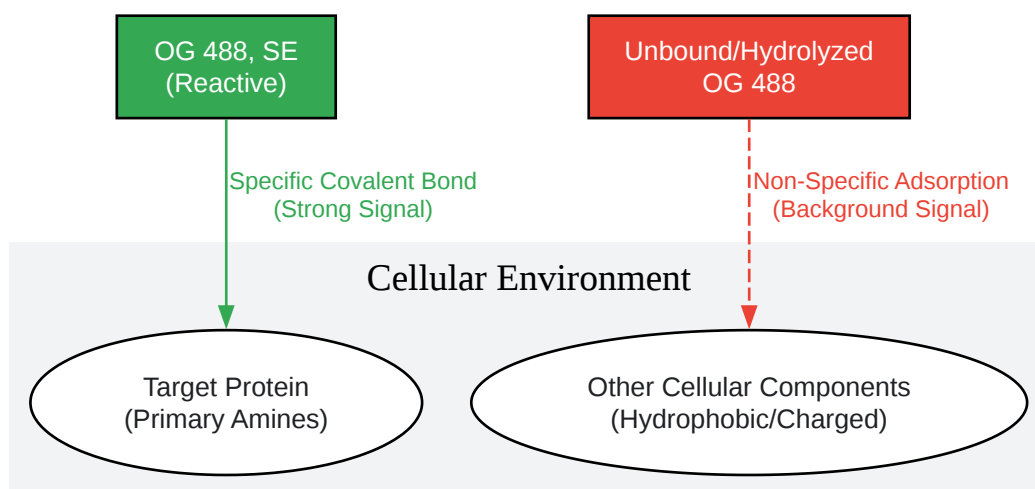 OG 488, SE
(Reactive)
Unbound/Hydrolyzed
OG 488
Specific Covalent Bond
(Strong Signal)
Non-Specific Adsorption
(Background Signal)
Cellular Environment
Target Protein
(Primary Amines)
Other Cellular Components
(Hydrophobic/Charged)